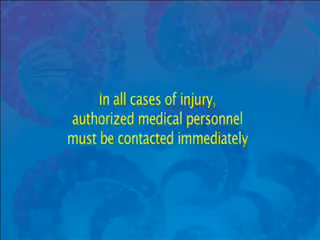 In all cases of injury,
authorized medical personnel
must be contacted immediately